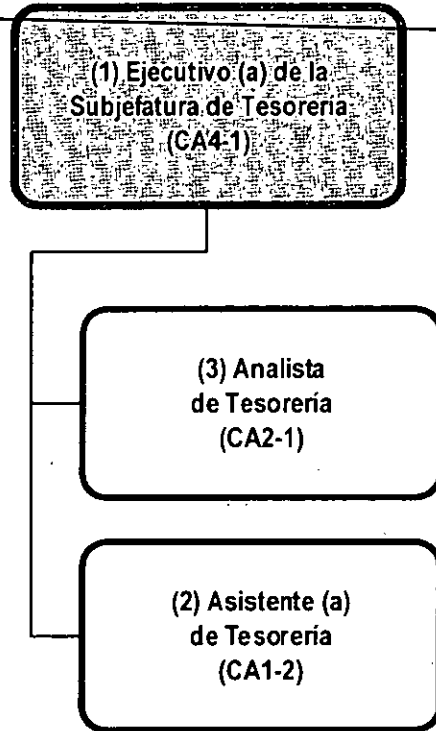 (1) Ejecutivo (a) de la
Subjefatura de Tesorería
(CA4-1)
(3) Analista
de Tesorería
(CA2-1)
(2) Asistente (a)
de Tesorería
(CA1-2)